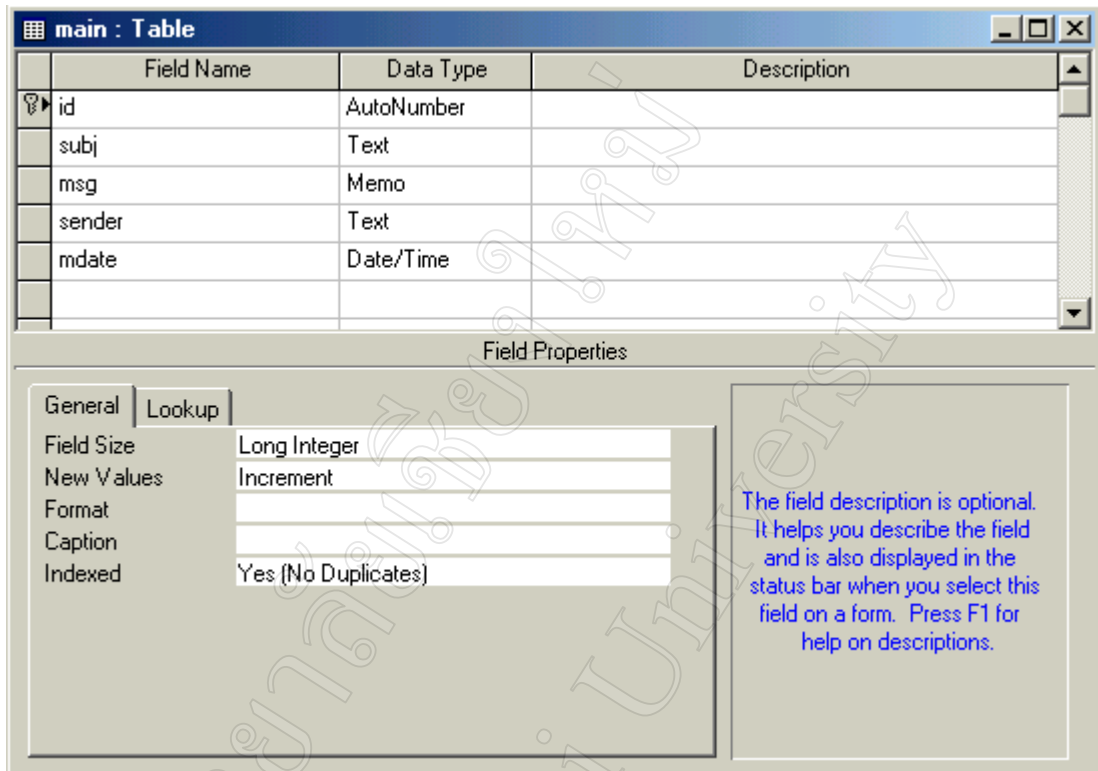 main : Table
Field Name Data Type Description
id AutoNumber
subj Text
msg Memo
sender Text
mdate Date/Time
Field Properties
General Lookup
Field Size Long Integer
New Values Increment
Format
Caption
Indexed Yes (No Duplicates)
The field description is optional.
It helps you describe the field
and is also displayed in the
status bar when you select this
field on a form. Press F1 for
help on descriptions.
University